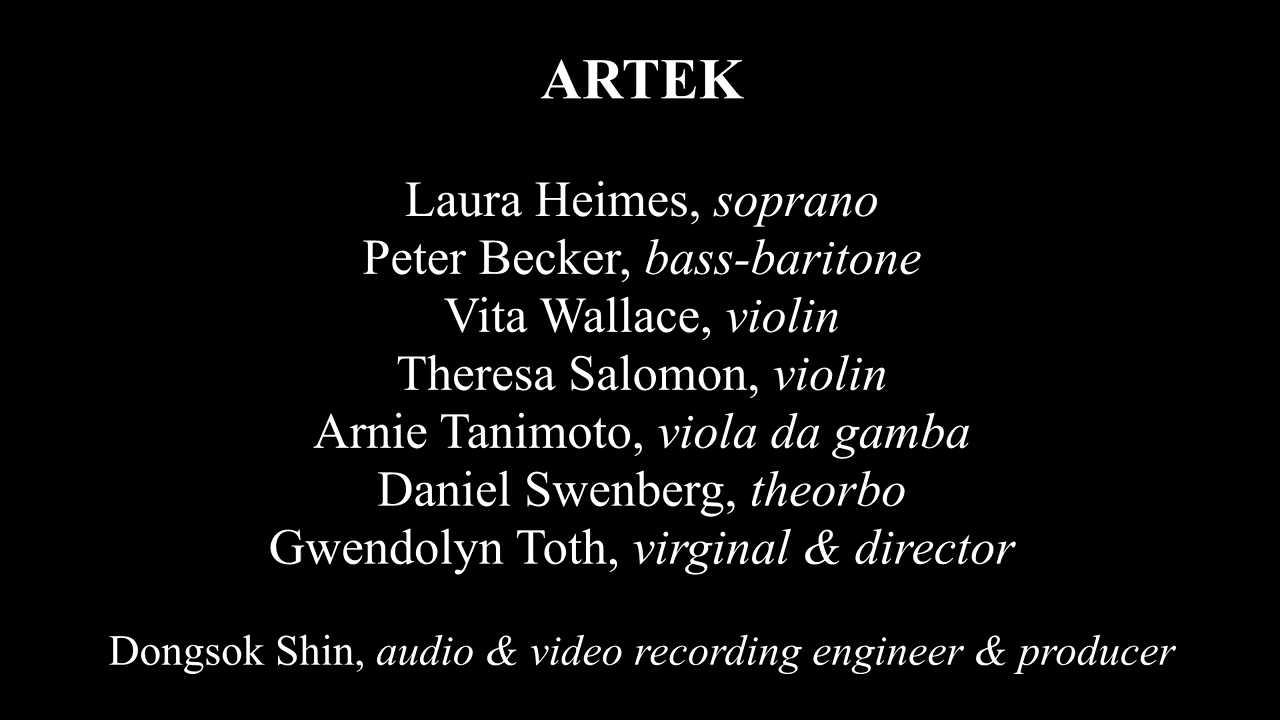 ARTEK
Laura Heimes, soprano
Peter Becker, bass-baritone
Vita Wallace, violin
Theresa Salomon, violin
Arnie Tanimoto, viola da gamba
Daniel Swenberg, theorbo
Gwendolyn Toth, virginal & director
Dongsok Shin, audio & video recording engineer & producer